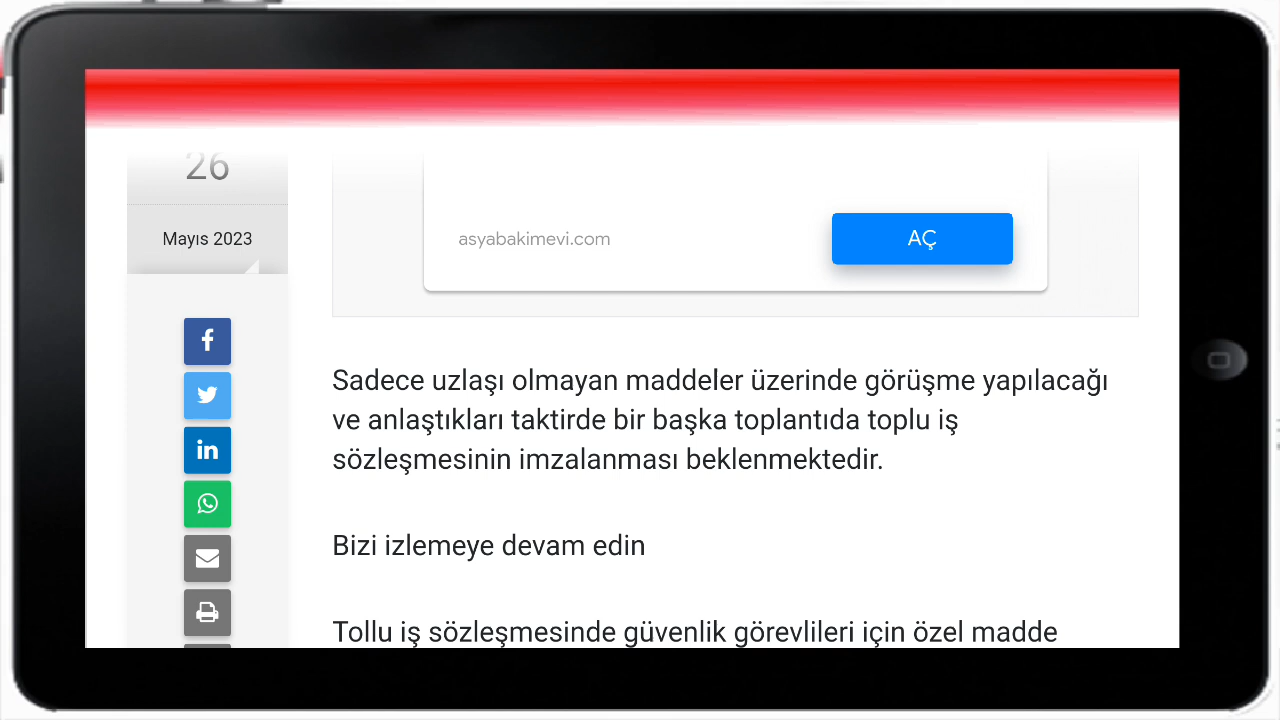 26
Mayıs 2023
asyabakimevi.com
AÇ
Sadece uzlaşı olmayan maddeler üzerinde görüşme yapılacağı
ve anlaştıkları taktirde bir başka toplantıda toplu iş
sözleşmesinin imzalanması beklenmektedir.
Bizi izlemeye devam edin
Tollu iş sözleşmesinde güvenlik görevlileri için özel madde